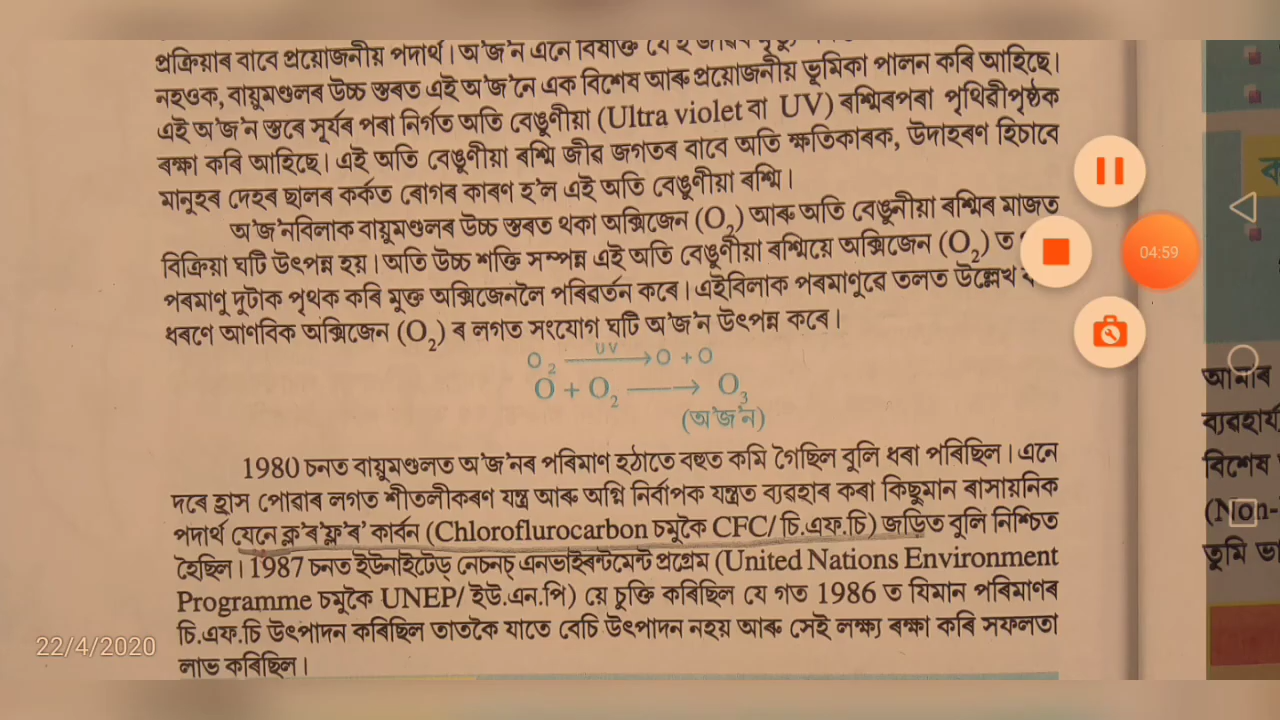 প্ৰক্ৰিয়াৰ বাবে প্ৰয়োজনীয় পদাৰ্থ। অ'জ'ন এনে বিষাক্ত যে ই জীৱৰ মৃত্যু
নহওক, বায়ুমণ্ডলৰ উচ্চ স্তৰত এই অ'জ'নে এক বিশেষ আৰু প্ৰয়োজনীয় ভূমিকা পালন কৰি আহিছে।
এই অ'জ'ন স্তৰে সূৰ্যৰ পৰা নিৰ্গত অতি বেঙুণীয়া (Ultra violet বা UV) ৰশ্মিৰপৰা পৃথিৱীপৃষ্ঠক
ৰক্ষা কৰি আহিছে। এই অতি বেঙুণীয়া ৰশ্মি জীৱ জগতৰ বাবে অতি ক্ষতিকাৰক, উদাহৰণ হিচাবে
মানুহৰ দেহৰ ছালৰ কৰ্কত ৰোগৰ কাৰণ হ'ল এই অতি বেঙুণীয়া ৰশ্মি।
অ'জ'নবিলাক বায়ুমণ্ডলৰ উচ্চ স্তৰত থকা অক্সিজেন (O₂) আৰু অতি বেঙুনীয়া ৰশ্মিৰ মাজত
বিক্ৰিয়া ঘটি উৎপন্ন হয়। অতি উচ্চ শক্তি সম্পন্ন এই অতি বেঙুণীয়া ৰশ্মিয়ে অক্সিজেন (O₂) ত
পৰমাণু দুটাক পৃথক কৰি মুক্ত অক্সিজেনলৈ পৰিৱৰ্তন কৰে। এইবিলাক পৰমাণুৱে তলত উল্লেখ
ধৰণে আণবিক অক্সিজেন (O₂) ৰ লগত সংযোগ ঘটি অ'জ'ন উৎপন্ন কৰে।
O₂ —UV→ O + O
O + O₂ ⟶ O₃
(অ'জ'ন)
1980 চনত বায়ুমণ্ডলত অ'জ'নৰ পৰিমাণ হঠাতে বহুত কমি গৈছিল বুলি ধৰা পৰিছিল। এনে
দৰে হ্ৰাস পোৱাৰ লগত শীতলীকৰণ যন্ত্ৰ আৰু অগ্নি নিৰ্বাপক যন্ত্ৰত ব্যৱহাৰ কৰা কিছুমান ৰাসায়নিক
পদাৰ্থ যেনে ক্ল'ৰ'ফ্ল'ৰ' কাৰ্বন (Chloroflurocarbon চমুকৈ CFC/ চি.এফ.চি) জড়িত বুলি নিশ্চিত
হৈছিল। 1987 চনত ইউনাইটেড্ নেচনচ্ এনভাইৰন্টমেন্ট প্ৰগ্ৰেম (United Nations Environment
Programme চমুকৈ UNEP/ ইউ.এন.পি) য়ে চুক্তি কৰিছিল যে গত 1986 ত যিমান পৰিমাণৰ
চি.এফ.চি উৎপাদন কৰিছিল তাতকৈ যাতে বেচি উৎপাদন নহয় আৰু সেই লক্ষ্য ৰক্ষা কৰি সফলতা
লাভ কৰিছিল।
04:59
22/4/2020
আমাৰ
ব্যৱহাৰ্য
বিশেষ
(Non-
তুমি ভা